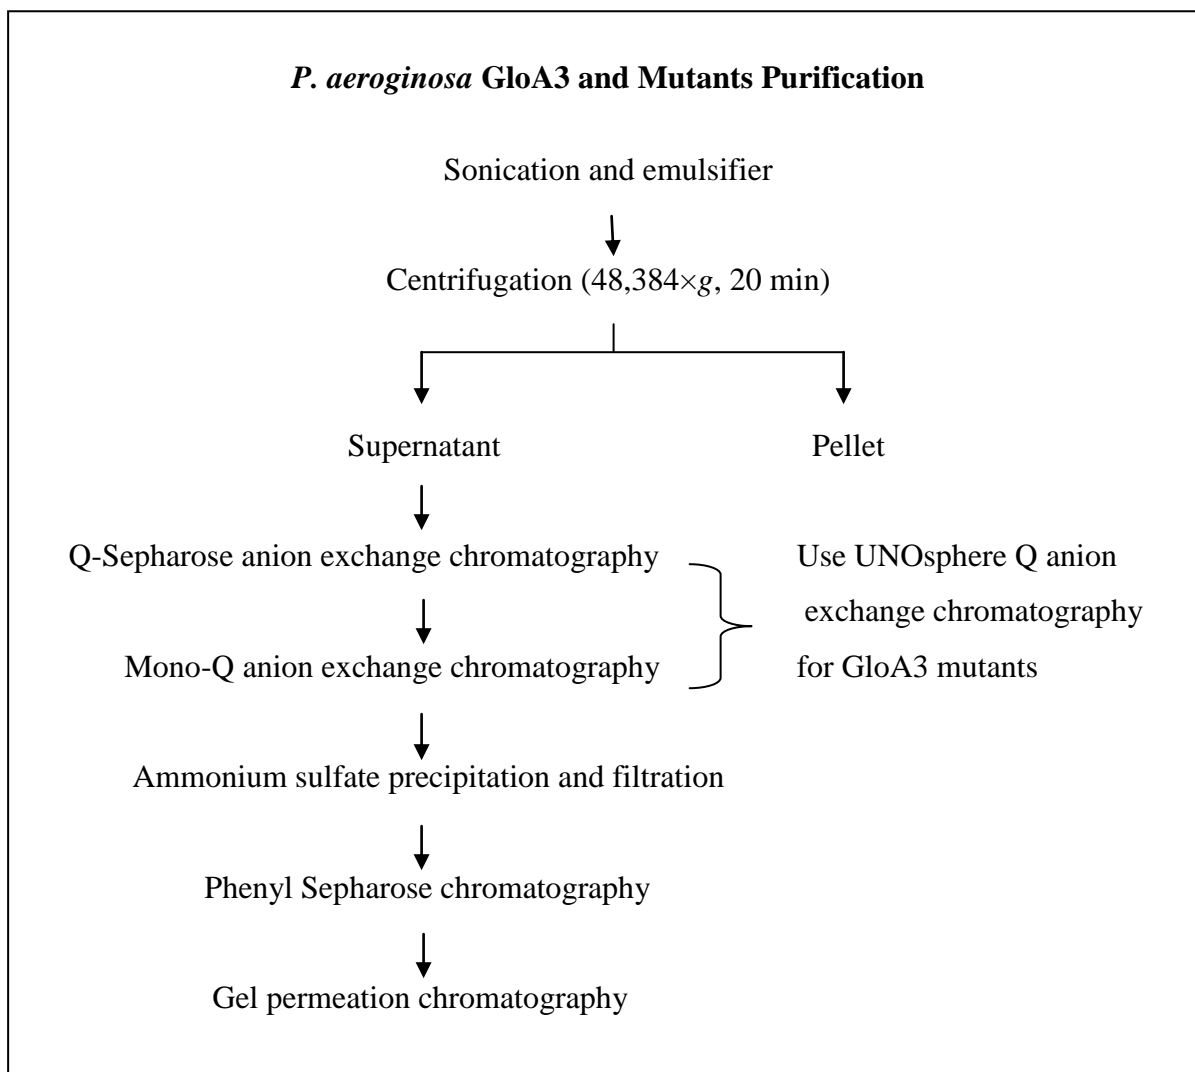 P. aeroginosa GloA3 and Mutants Purification
Sonication and emulsifier
Centrifugation (48,384×g, 20 min)
Supernatant
Pellet
Q-Sepharose anion exchange chromatography
Mono-Q anion exchange chromatography
Use UNOsphere Q anion
exchange chromatography
for GloA3 mutants
Ammonium sulfate precipitation and filtration
Phenyl Sepharose chromatography
Gel permeation chromatography